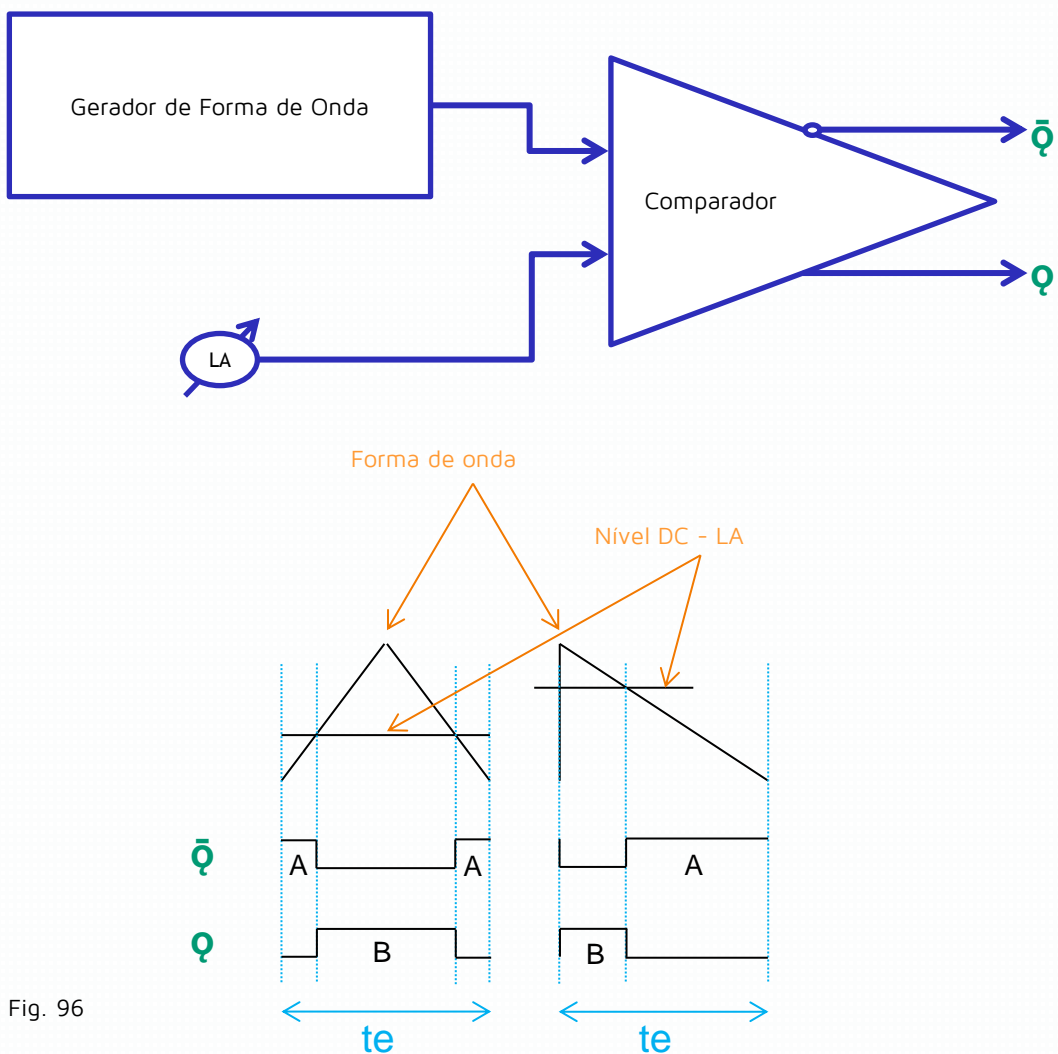 Gerador de Forma de Onda
Comparador
Q̄
Q
LA
Forma de onda
Nível DC - LA
Q̄
A
A
A
Q
B
B
Fig. 96
te
te